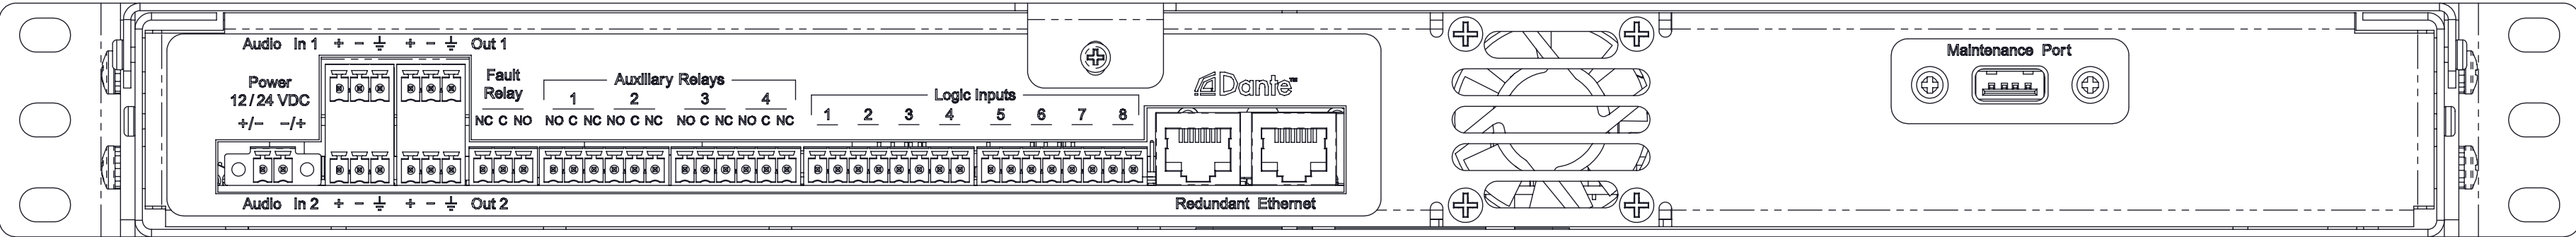 Audio In 1 + − + − Out 1
Power
12 / 24 VDC
+/− −/+
Fault
Relay
NC C NO
Auxiliary Relays
1 2 3 4
NO C NC NO C NC NO C NC NO C NC
Logic Inputs
1 2 3 4 5 6 7 8
Dante™
Maintenance Port
Audio In 2 + − + − Out 2
Redundant Ethernet